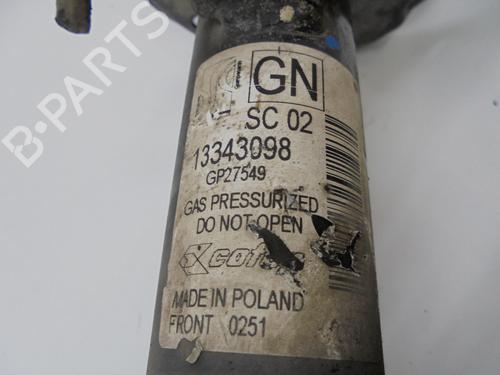 GN
SC 02
13343098
GP27549
GAS PRESSURIZED
DO NOT OPEN
MADE IN POLAND
FRONT 0251
B-PARTS